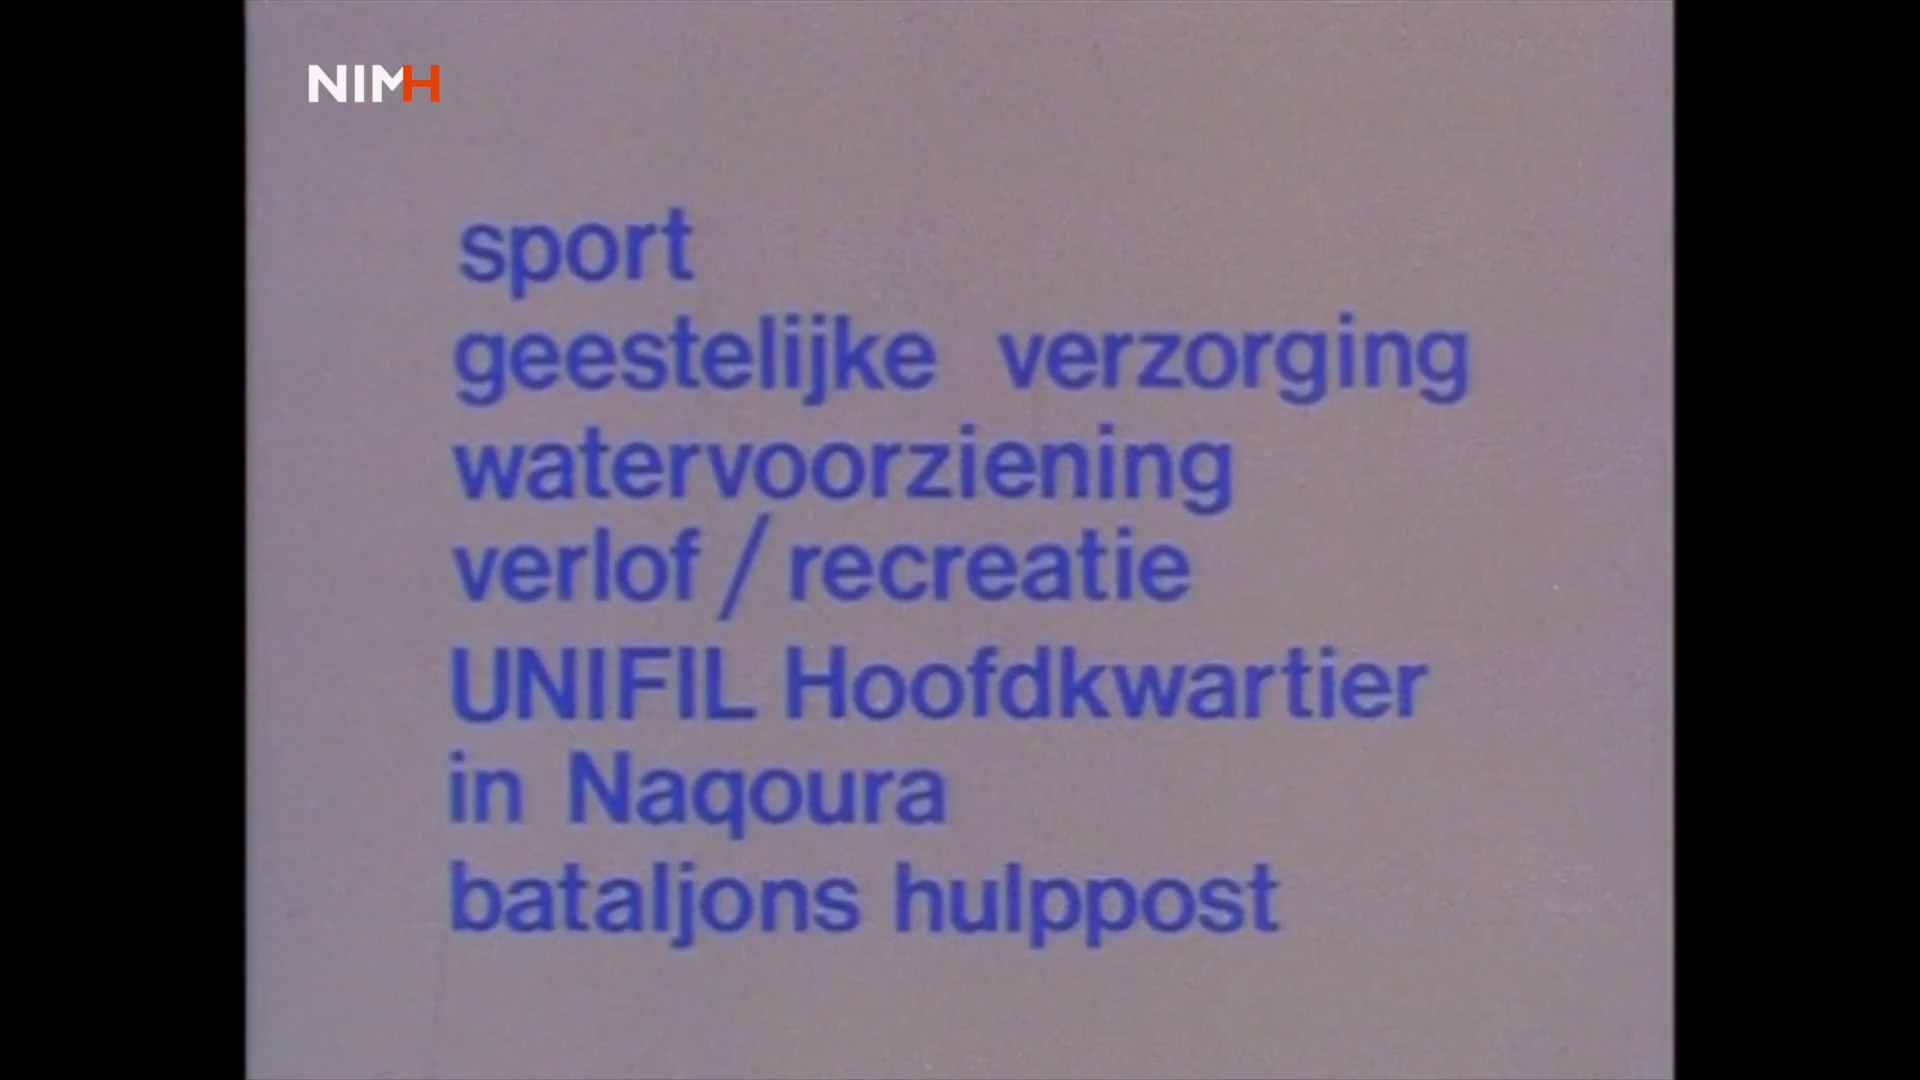 NIMH
sport
geestelijke verzorging
watervoorziening
verlof / recreatie
UNIFIL Hoofdkwartier
in Naqoura
bataljons hulppost